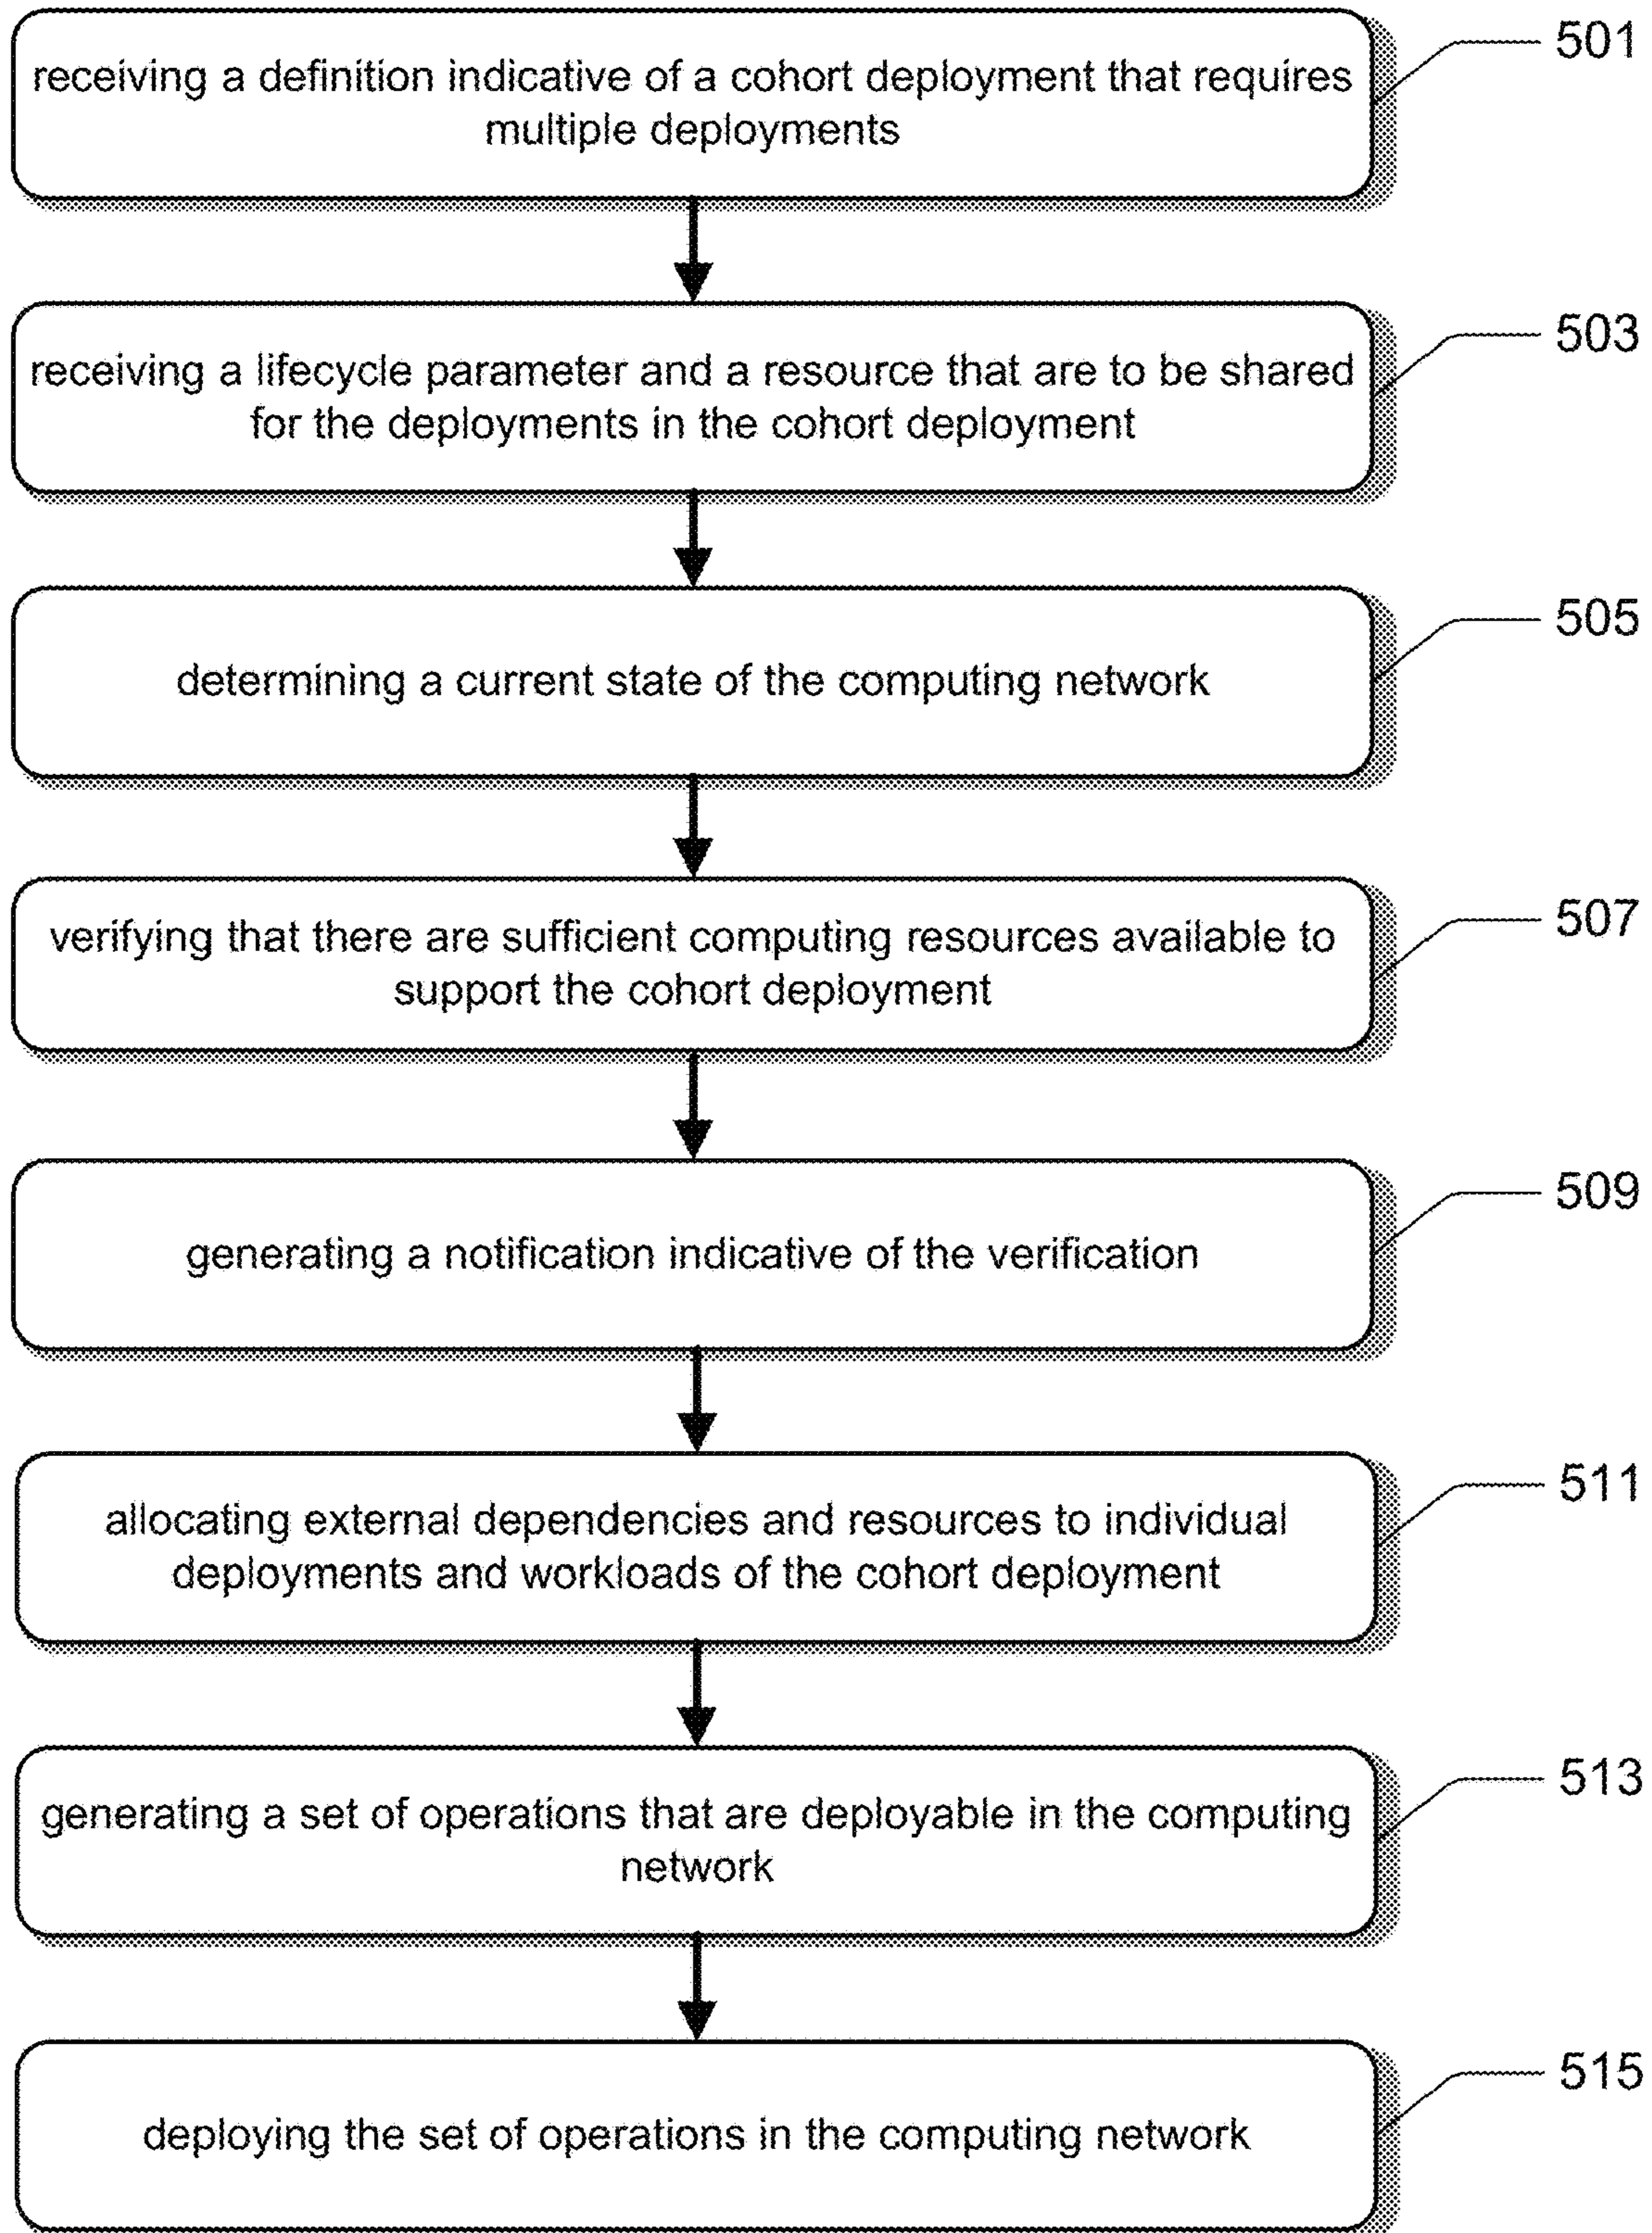 501
receiving a definition indicative of a cohort deployment that requires
multiple deployments
503
receiving a lifecycle parameter and a resource that are to be shared
for the deployments in the cohort deployment
505
determining a current state of the computing network
507
verifying that there are sufficient computing resources available to
support the cohort deployment
509
generating a notification indicative of the verification
511
allocating external dependencies and resources to individual
deployments and workloads of the cohort deployment
513
generating a set of operations that are deployable in the computing
network
515
deploying the set of operations in the computing network